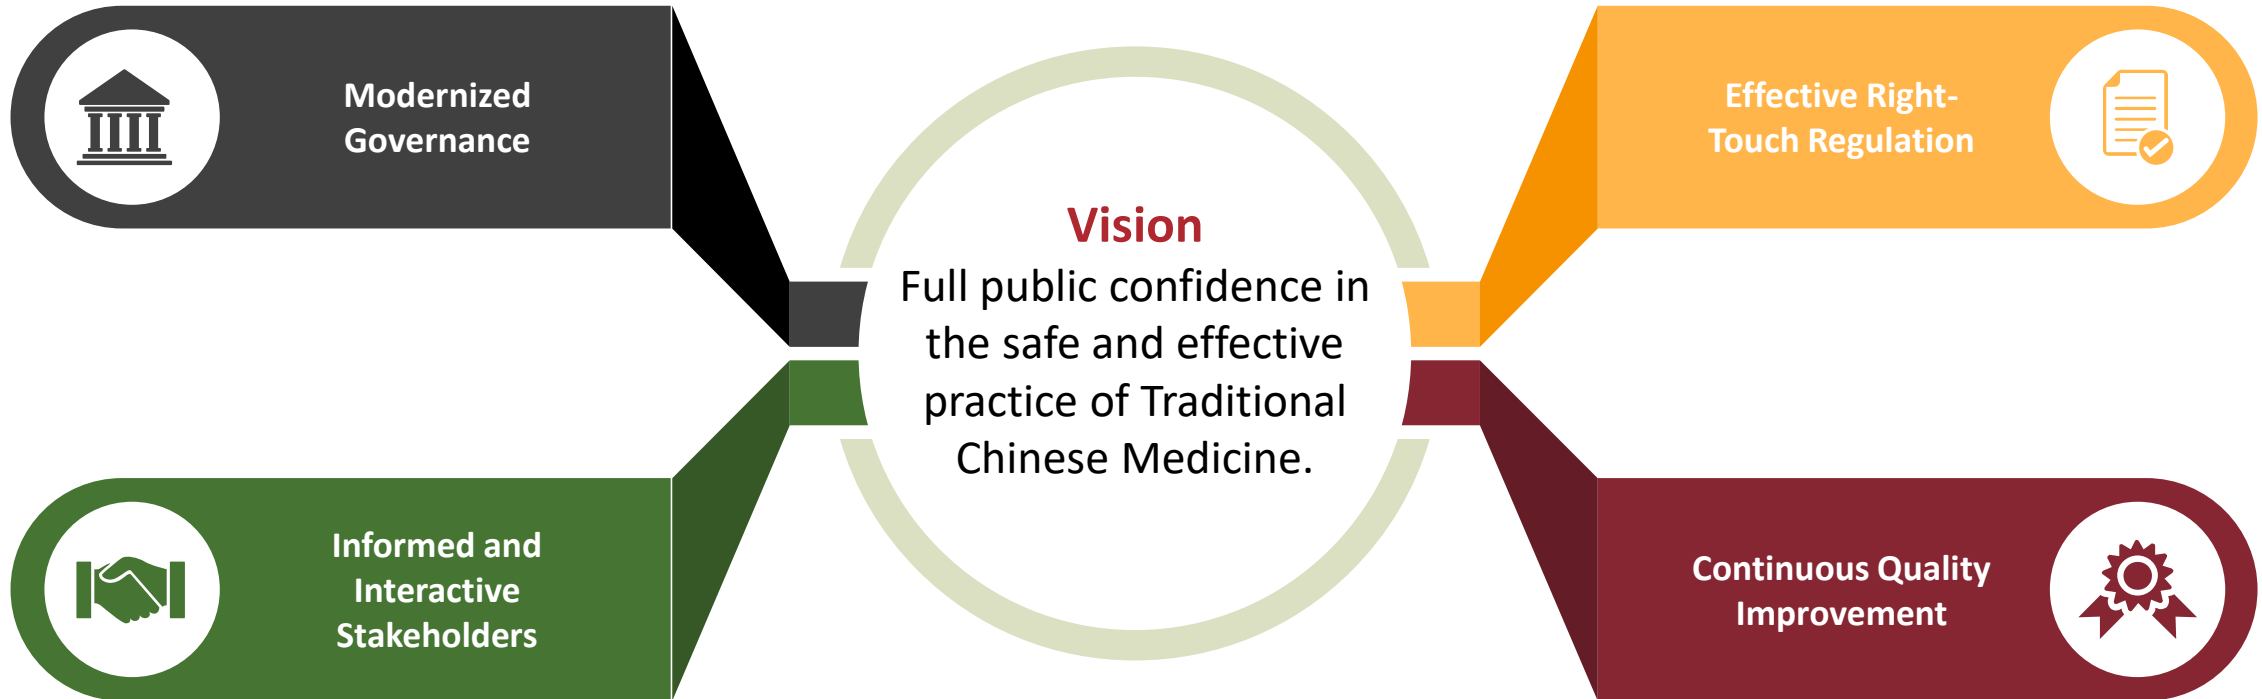 Modernized
Governance
Effective Right-
Touch Regulation
Vision
Full public confidence in
the safe and effective
practice of Traditional
Chinese Medicine.
Informed and
Interactive
Stakeholders
Continuous Quality
Improvement